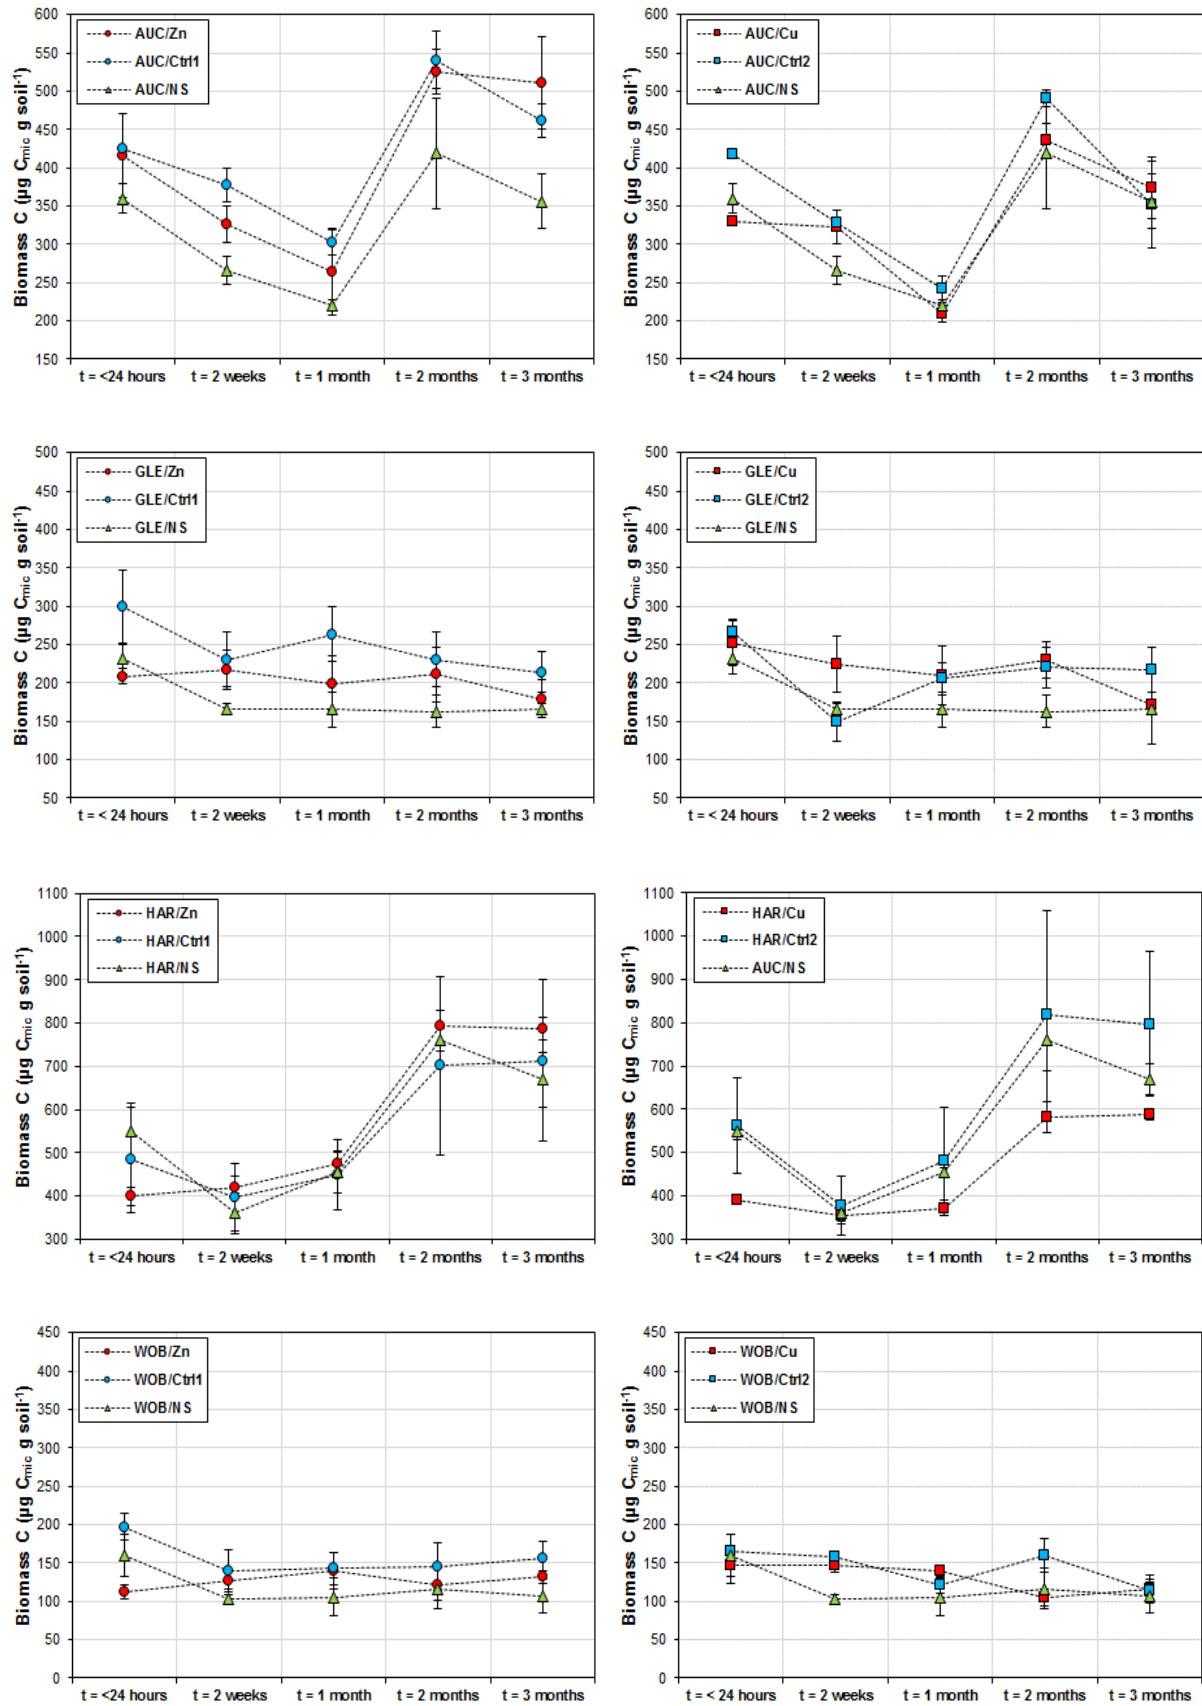 600
550
500
450
400
350
300
250
200
150
Biomass C (µg Cmic g soil-1)
AUC/Zn
AUC/Ctrl1
AUC/NS
t = <24 hours t = 2 weeks t = 1 month t = 2 months t = 3 months
600
550
500
450
400
350
300
250
200
150
Biomass C (µg Cmic g soil-1)
AUC/Cu
AUC/Ctrl2
AUC/NS
t = <24 hours t = 2 weeks t = 1 month t = 2 months t = 3 months
500
450
400
350
300
250
200
150
100
50
Biomass C (µg Cmic g soil-1)
GLE/Zn
GLE/Ctrl1
GLE/NS
t = < 24 hours t = 2 weeks t = 1 month t = 2 months t = 3 months
500
450
400
350
300
250
200
150
100
50
Biomass C (µg Cmic g soil-1)
GLE/Cu
GLE/Ctrl2
GLE/NS
t = < 24 hours t = 2 weeks t = 1 month t = 2 months t = 3 months
1100
1000
900
800
700
600
500
400
300
Biomass C (µg Cmic g soil-1)
HAR/Zn
HAR/Ctrl1
HAR/NS
t = <24 hours t = 2 weeks t = 1 month t = 2 months t = 3 months
1100
1000
900
800
700
600
500
400
300
Biomass C (µg Cmic g soil-1)
HAR/Cu
HAR/Ctrl2
AUC/NS
t = <24 hours t = 2 weeks t = 1 month t = 2 months t = 3 months
450
400
350
300
250
200
150
100
50
0
Biomass C (µg Cmic g soil-1)
WOB/Zn
WOB/Ctrl1
WOB/NS
t = <24 hours t = 2 weeks t = 1 month t = 2 months t = 3 months
450
400
350
300
250
200
150
100
50
0
Biomass C (µg Cmic g soil-1)
WOB/Cu
WOB/Ctrl2
WOB/NS
t = <24 hours t = 2 weeks t = 1 month t = 2 months t = 3 months